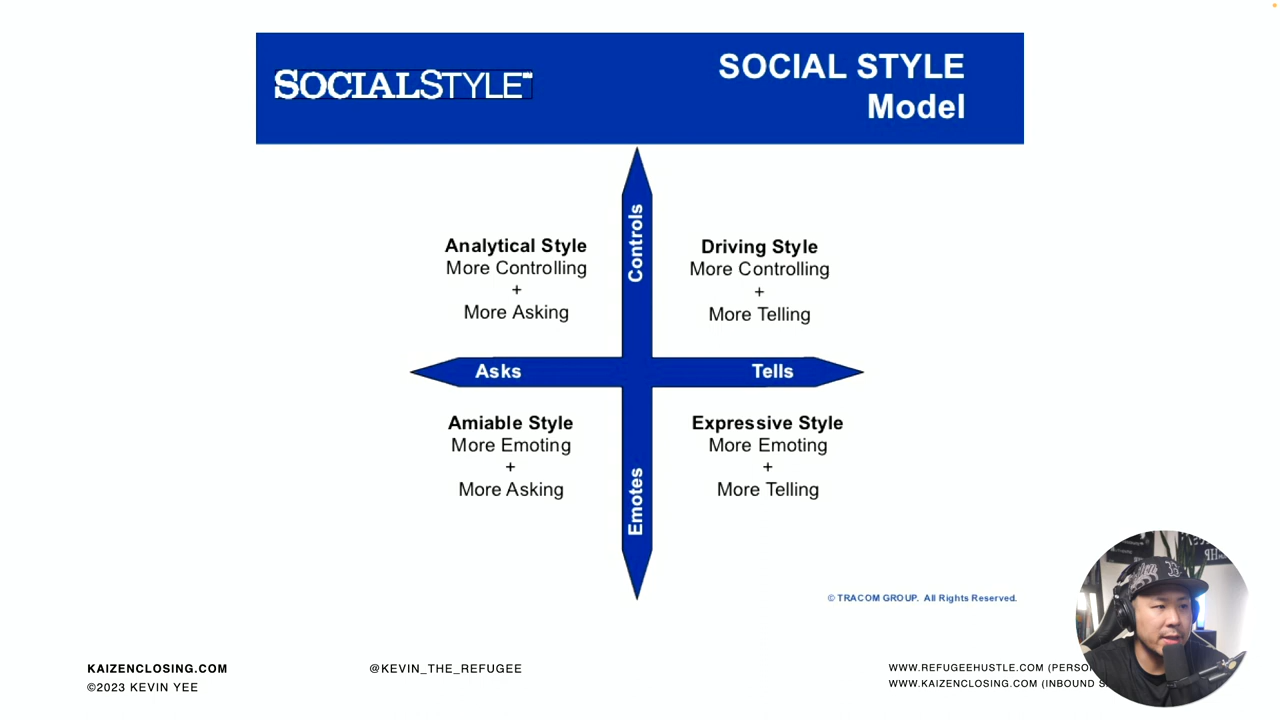 SOCIALSTYLE
SOCIAL STYLE
Model
Controls
Analytical Style
More Controlling
+
More Asking
Driving Style
More Controlling
+
More Telling
Asks
Tells
Amiable Style
More Emoting
+
More Asking
Expressive Style
More Emoting
+
More Telling
Emotes
© TRACOM GROUP. All Rights Reserved.
KAIZENCLOSING.COM
©2023 KEVIN YEE
@KEVIN_THE_REFUGEE
WWW.REFUGEEHUSTLE.COM
WWW.KAIZENCLOSING.COM (INBOUND